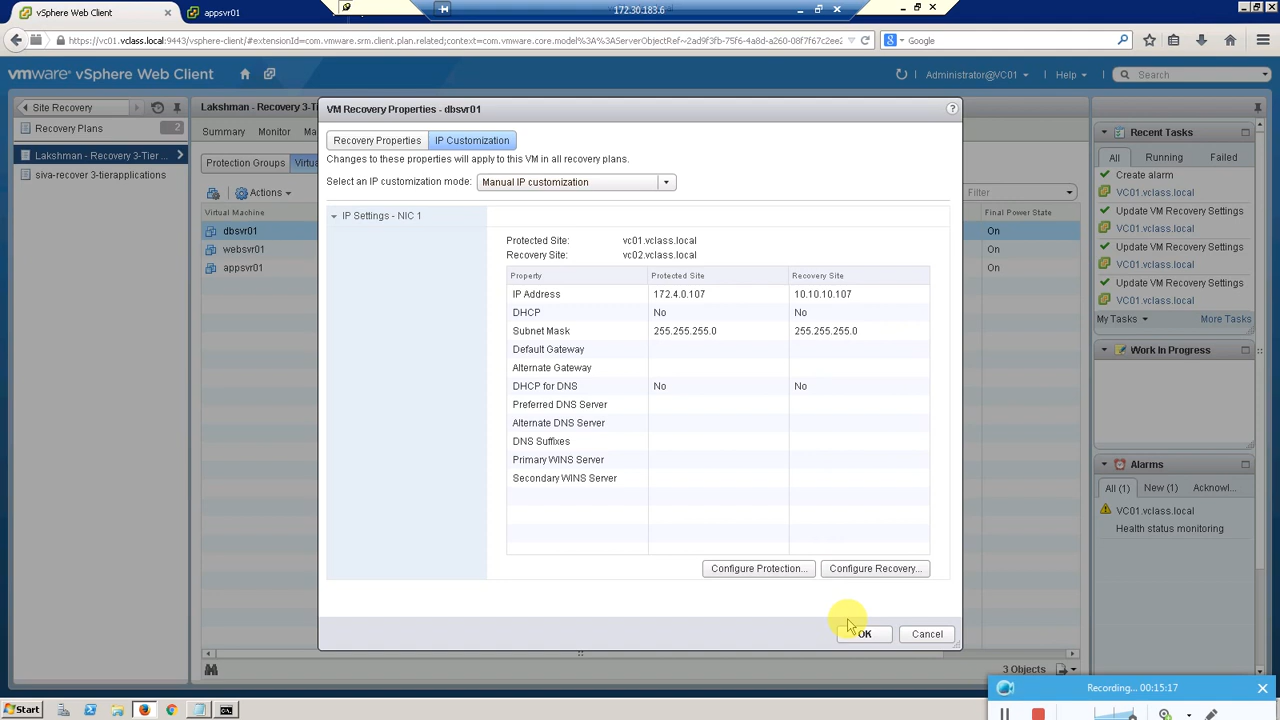 vSphere Web Client
appsvr01
172.30.183.6
https://vc01.vclass.local:9443/vsphere-client/#extensionId=com.vmware.srm.client.plan.related;context=com.vmware.core.model%3A%3AServerObjectRef~2ad9f3fb-75f6-4a8d-a260-08f7f67c2ee2
Google
vmware® vSphere Web Client
Administrator@VC01
Help
Search
Site Recovery
Recovery Plans
2
Lakshman - Recovery 3-Tier ...
siva-recover 3-tierapplications
Lakshman - Recovery 3-Ti
Summary
Monitor
Protection Groups
Actions
Filter
Virtual Machine
Final Power State
dbsvr01
On
websvr01
On
appsvr01
On
3 Objects
VM Recovery Properties - dbsvr01
Recovery Properties
IP Customization
Changes to these properties will apply to this VM in all recovery plans.
Select an IP customization mode:
Manual IP customization
IP Settings - NIC 1
Protected Site: vc01.vclass.local
Recovery Site: vc02.vclass.local
Property Protected Site Recovery Site
IP Address 172.4.0.107 10.10.10.107
DHCP No No
Subnet Mask 255.255.255.0 255.255.255.0
Default Gateway
Alternate Gateway
DHCP for DNS No No
Preferred DNS Server
Alternate DNS Server
DNS Suffixes
Primary WINS Server
Secondary WINS Server
Configure Protection...
Configure Recovery...
OK
Cancel
Recent Tasks
All
Running
Failed
Create alarm
VC01.vclass.local
Update VM Recovery Settings
VC01.vclass.local
Update VM Recovery Settings
VC01.vclass.local
Update VM Recovery Settings
VC01.vclass.local
My Tasks
More Tasks
Work In Progress
Alarms
All (1)
New (1)
Acknowl...
VC01.vclass.local
Health status monitoring
Recording... 00:15:17
Start